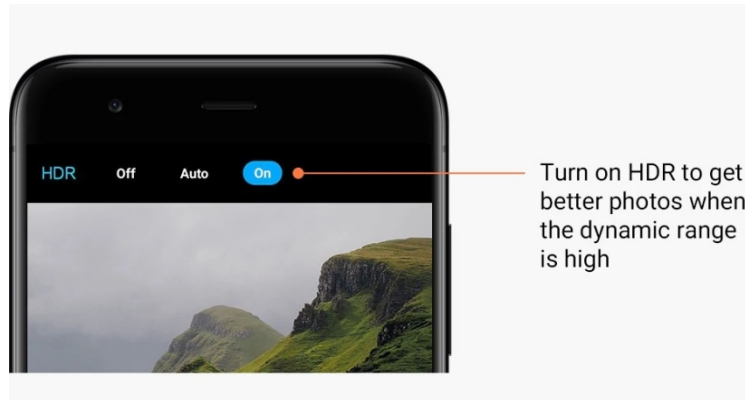 HDR Off Auto On
Turn on HDR to get
better photos when
the dynamic range
is high